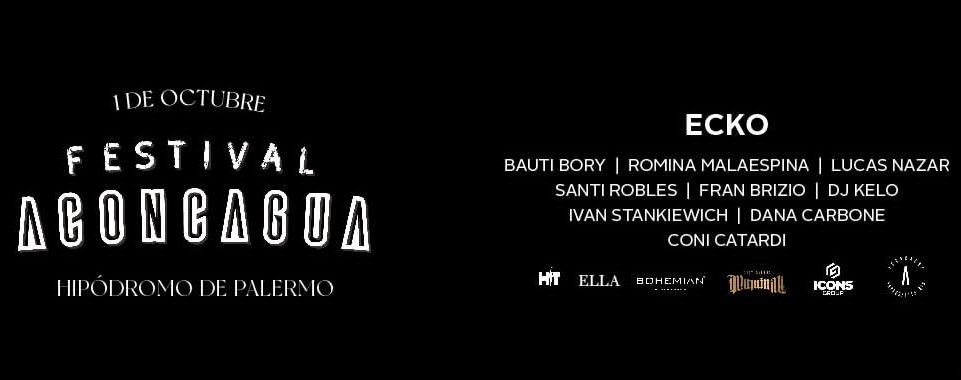 1 DE OCTUBRE
FESTIVAL
ACONCAGUA
HIPÓDROMO DE PALERMO
ECKO
BAUTI BORY | ROMINA MALAESPINA | LUCAS NAZAR
SANTI ROBLES | FRAN BRIZIO | DJ KELO
IVAN STANKIEWICH | DANA CARBONE
CONI CATARDI
HIT ELLA BOHEMIAN ICONS
GROUP